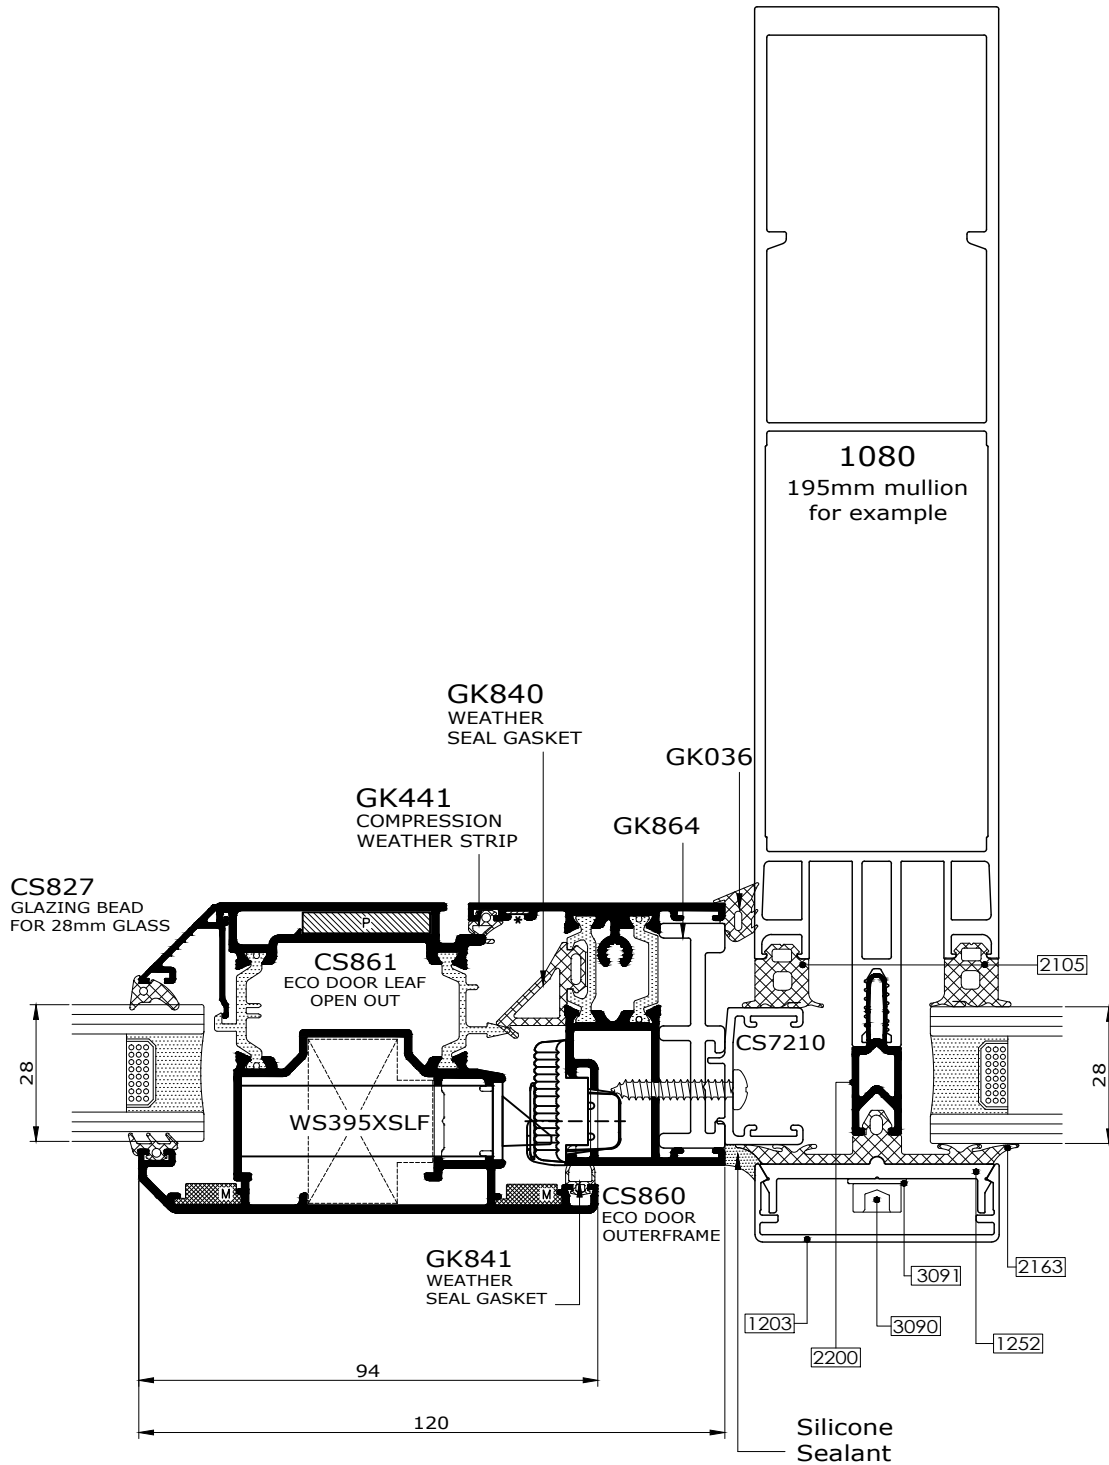 1080
195mm mullion
for example
GK840
WEATHER
SEAL GASKET
GK036
GK441
COMPRESSION
WEATHER STRIP
GK864
CS827
GLAZING BEAD
FOR 28mm GLASS
P
*
CS861
ECO DOOR LEAF
OPEN OUT
2105
28
CS7210
28
WS395XSLF
M
M
CS860
ECO DOOR
OUTERFRAME
GK841
WEATHER
SEAL GASKET
2163
3091
1203
3090
1252
2200
94
120
Silicone
Sealant